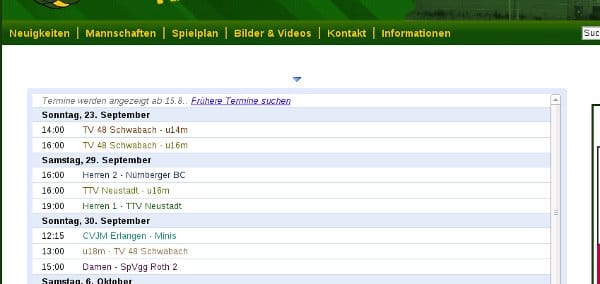 Neuigkeiten | Mannschaften | Spielplan | Bilder & Videos | Kontakt | Informationen
Termine werden angezeigt ab 15.8.. Frühere Termine suchen
Sonntag, 23. September
14:00 TV 48 Schwabach - u14m
16:00 TV 48 Schwabach - u16m
Samstag, 29. September
16:00 Herren 2 - Nürnberger BC
16:00 TTV Neustadt - u16m
19:00 Herren 1 - TTV Neustadt
Sonntag, 30. September
12:15 CVJM Erlangen - Minis
13:00 u18m - TV 48 Schwabach
15:00 Damen - SpVgg Roth 2
Samstag, 6. Oktober